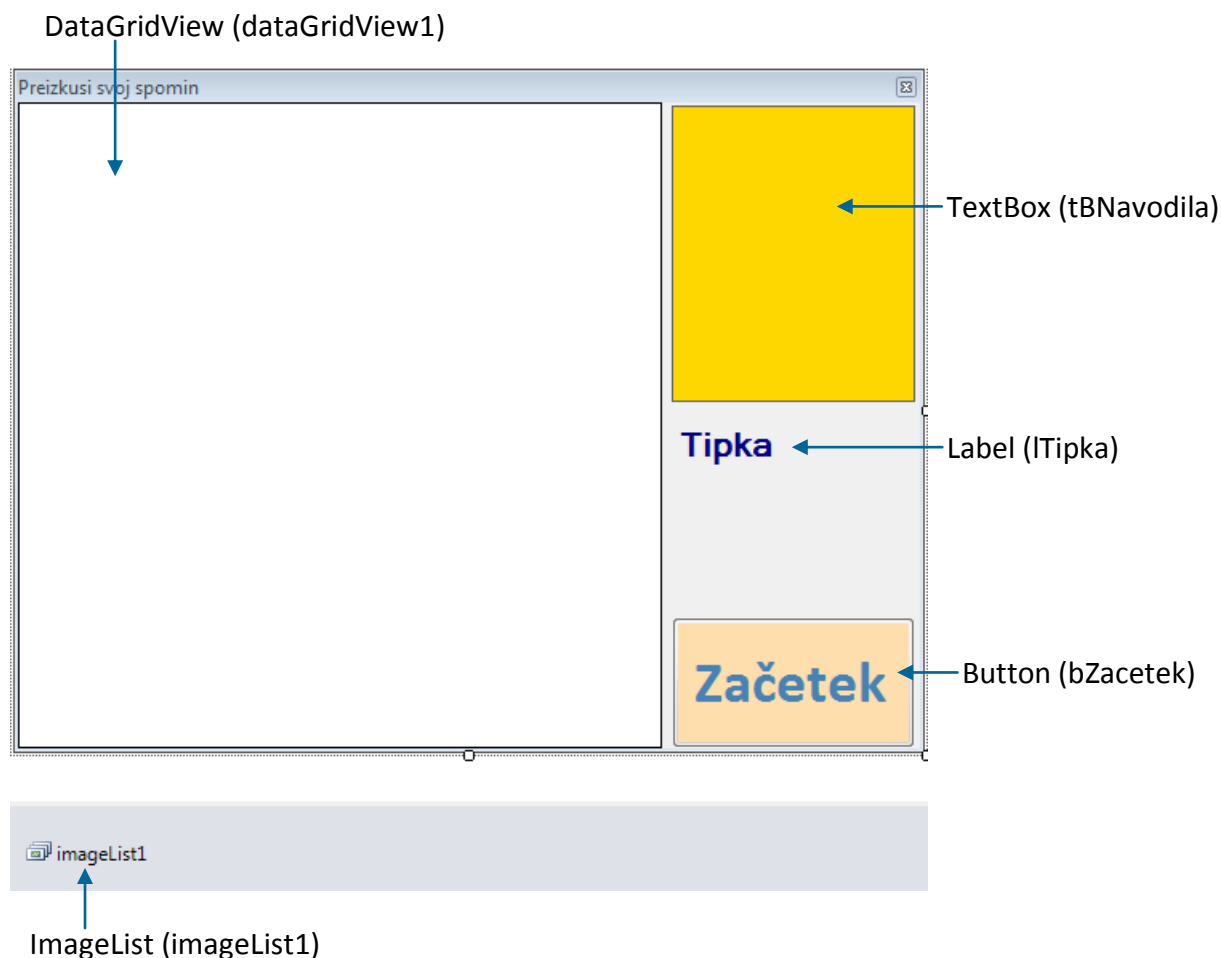 DataGridView (dataGridView1)
Preizkusi svoj spomin
TextBox (tBNavodila)
Tipka
Label (lTipka)
Začetek
Button (bZacetek)
imageList1
ImageList (imageList1)